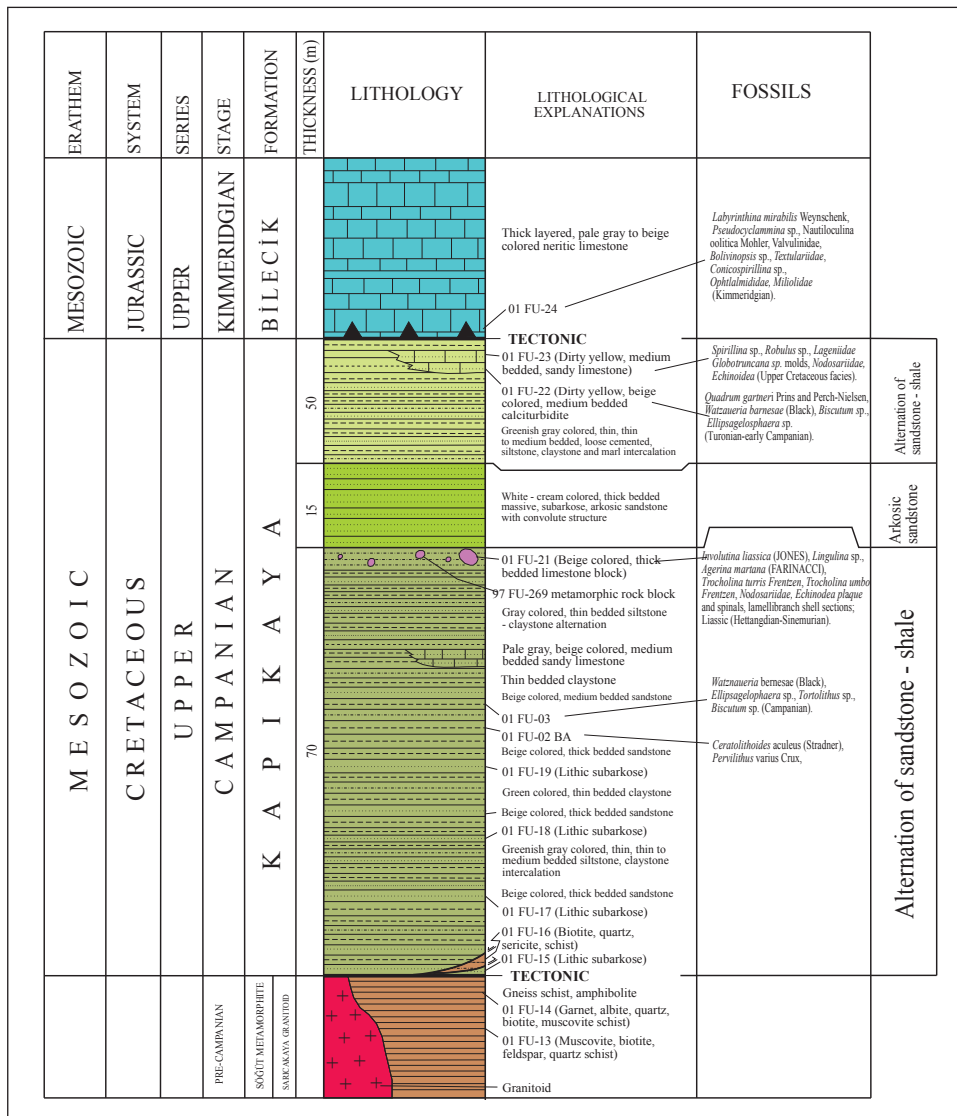 ERATHEM
SYSTEM
SERIES
STAGE
FORMATION
THICKNESS (m)
LITHOLOGY
LITHOLOGICAL
EXPLANATIONS
FOSSILS
MESOZOIC
JURASSIC
UPPER
KIMMERIDGIAN
BİLECİK
Thick layered, pale gray to beige
colored neritic limestone
01 FU-24
Labyrinthina mirabilis Weynschenk,
Pseudocyclammina sp., Nautiloculina
oolitica Mohler, Valvulinidae,
Bolivinopsis sp., Textulariidae,
Conicospirillina sp.,
Ophtlalmididae, Miliolidae
(Kimmeridgian).
TECTONIC
MESOZOIC
CRETACEOUS
UPPER
CAMPANIAN
KAPIKAYA
50
01 FU-23 (Dirty yellow, medium
bedded, sandy limestone)
01 FU-22 (Dirty yellow, beige
colored, medium bedded
calciturbidite
Greenish gray colored, thin, thin
to medium bedded, loose cemented,
siltstone, claystone and marl intercalation
Spirillina sp., Robulus sp., Lageniidae
Globotruncana sp. molds, Nodosariidae,
Echinoidea (Upper Cretaceous facies).
Quadrum gartneri Prins and Perch-Nielsen,
Watzaueria barnesae (Black), Biscutum sp.,
Ellipsagelosphaera sp.
(Turonian-early Campanian).
Alternation of
sandstone - shale
15
White - cream colored, thick bedded
massive, subarkose, arkosic sandstone
with convolute structure
Arkosic
sandstone
70
01 FU-21 (Beige colored, thick
bedded limestone block)
97 FU-269 metamorphic rock block
Gray colored, thin bedded siltstone
- claystone alternation
Pale gray, beige colored, medium
bedded sandy limestone
Thin bedded claystone
Beige colored, medium bedded sandstone
01 FU-03
01 FU-02 BA
Beige colored, thick bedded sandstone
01 FU-19 (Lithic subarkose)
Green colored, thin bedded claystone
Beige colored, thick bedded sandstone
01 FU-18 (Lithic subarkose)
Greenish gray colored, thin, thin to
medium bedded siltstone, claystone
intercalation
Beige colored, thick bedded sandstone
01 FU-17 (Lithic subarkose)
01 FU-16 (Biotite, quartz,
sericite, schist)
01 FU-15 (Lithic subarkose)
Involutina liassica (JONES), Lingulina sp.,
Agerina martana (FARINACCI),
Trocholina turris Frentzen, Ttocholina umbo
Frentzen, Nodosariidae, Echinodea plaque
and spinals, lamellibranch shell sections;
Liassic (Hettangdian-Sinemurian).
Watznaueria bernesae (Black),
Ellipsagelophaera sp., Tortolithus sp.,
Biscutum sp. (Campanian).
Ceratolithoides aculeus (Stradner),
Pervilithus varius Crux,
Alternation of sandstone - shale
TECTONIC
PRE-CAMPANIAN
SÖĞÜT METAMORPHITE
SARICAKAYA GRANITOID
Gneiss schist, amphibolite
01 FU-14 (Garnet, albite, quartz,
biotite, muscovite schist)
01 FU-13 (Muscovite, biotite,
feldspar, quartz schist)
Granitoid